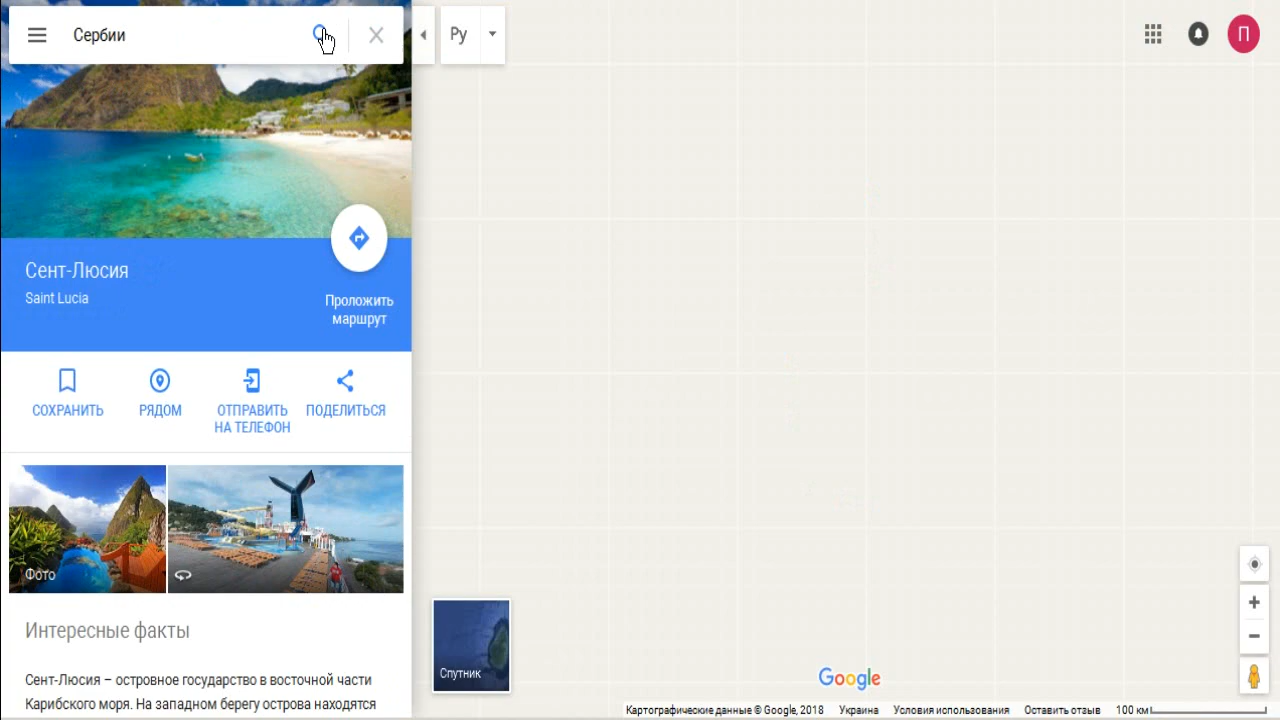 Сербии
Ру
П
Сент-Люсия
Saint Lucia
Проложить
маршрут
СОХРАНИТЬ
РЯДОМ
ОТПРАВИТЬ
НА ТЕЛЕФОН
ПОДЕЛИТЬСЯ
Фото
Интересные факты
Сент-Люсия – островное государство в восточной части
Карибского моря. На западном берегу острова находятся
Спутник
Google
Картографические данные © Google, 2018 Украина Условия использования Оставить отзыв 100 км